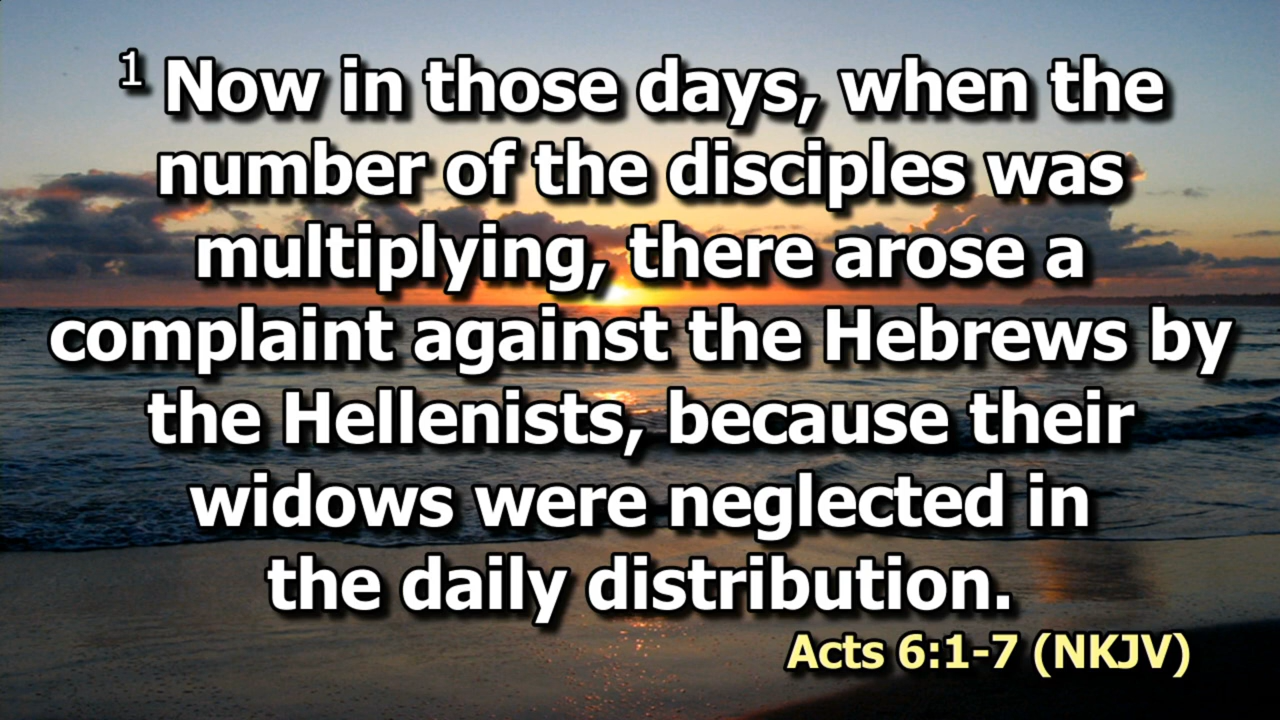 1 Now in those days, when the
number of the disciples was
multiplying, there arose a
complaint against the Hebrews by
the Hellenists, because their
widows were neglected in
the daily distribution.
Acts 6:1-7 (NKJV)